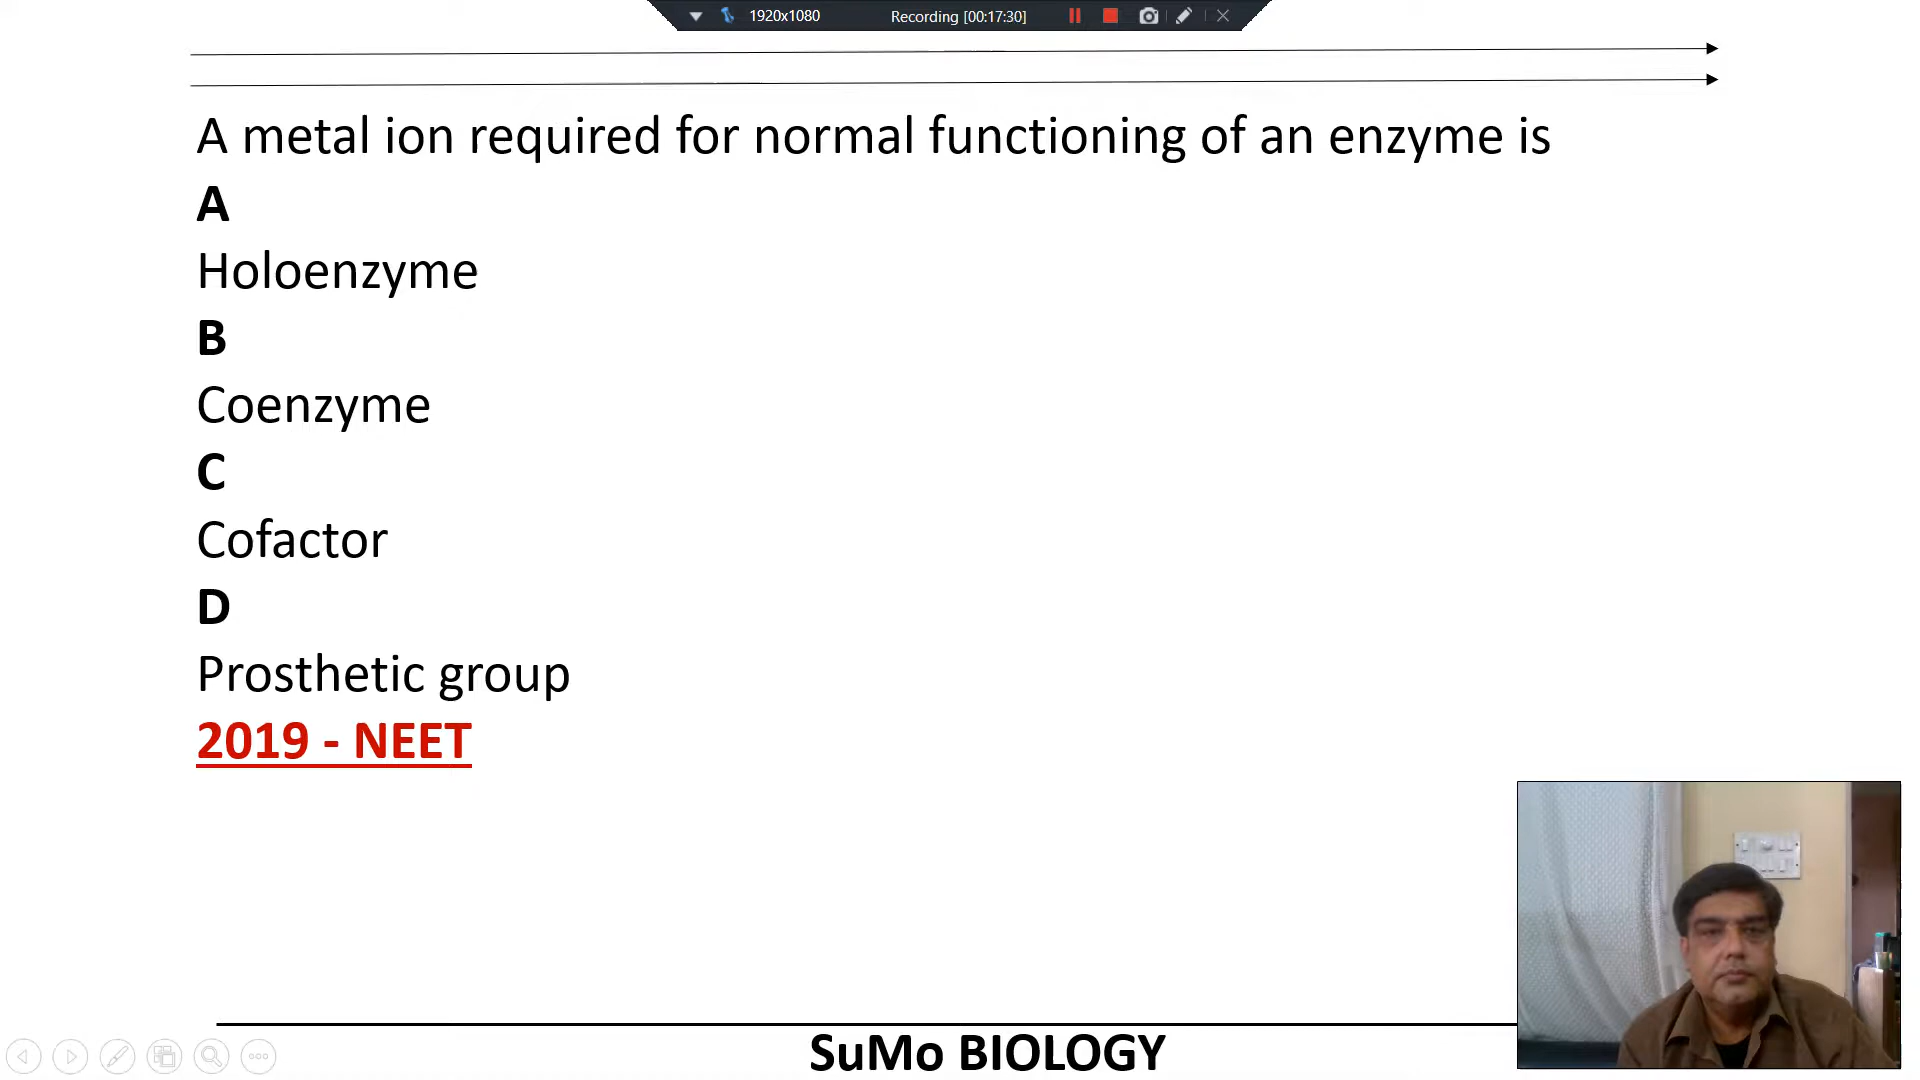 1920x1080
Recording [00:17:30]
A metal ion required for normal functioning of an enzyme is
A
Holoenzyme
B
Coenzyme
C
Cofactor
D
Prosthetic group
2019 - NEET
SuMo BIOLOGY